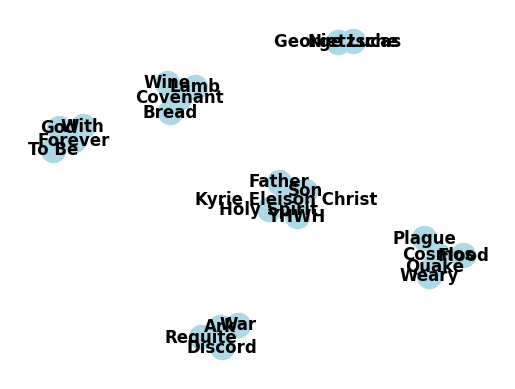 George Lucas
Nietzsche
Wine
Lamb
Covenant
Bread
God
With
Forever
To Be
Father
Son
Kyrie Eleison Christ
Holy Spirit
YHWH
Plague
Cosmos
Flood
Quake
Weary
Ark
War
Requite
Discord